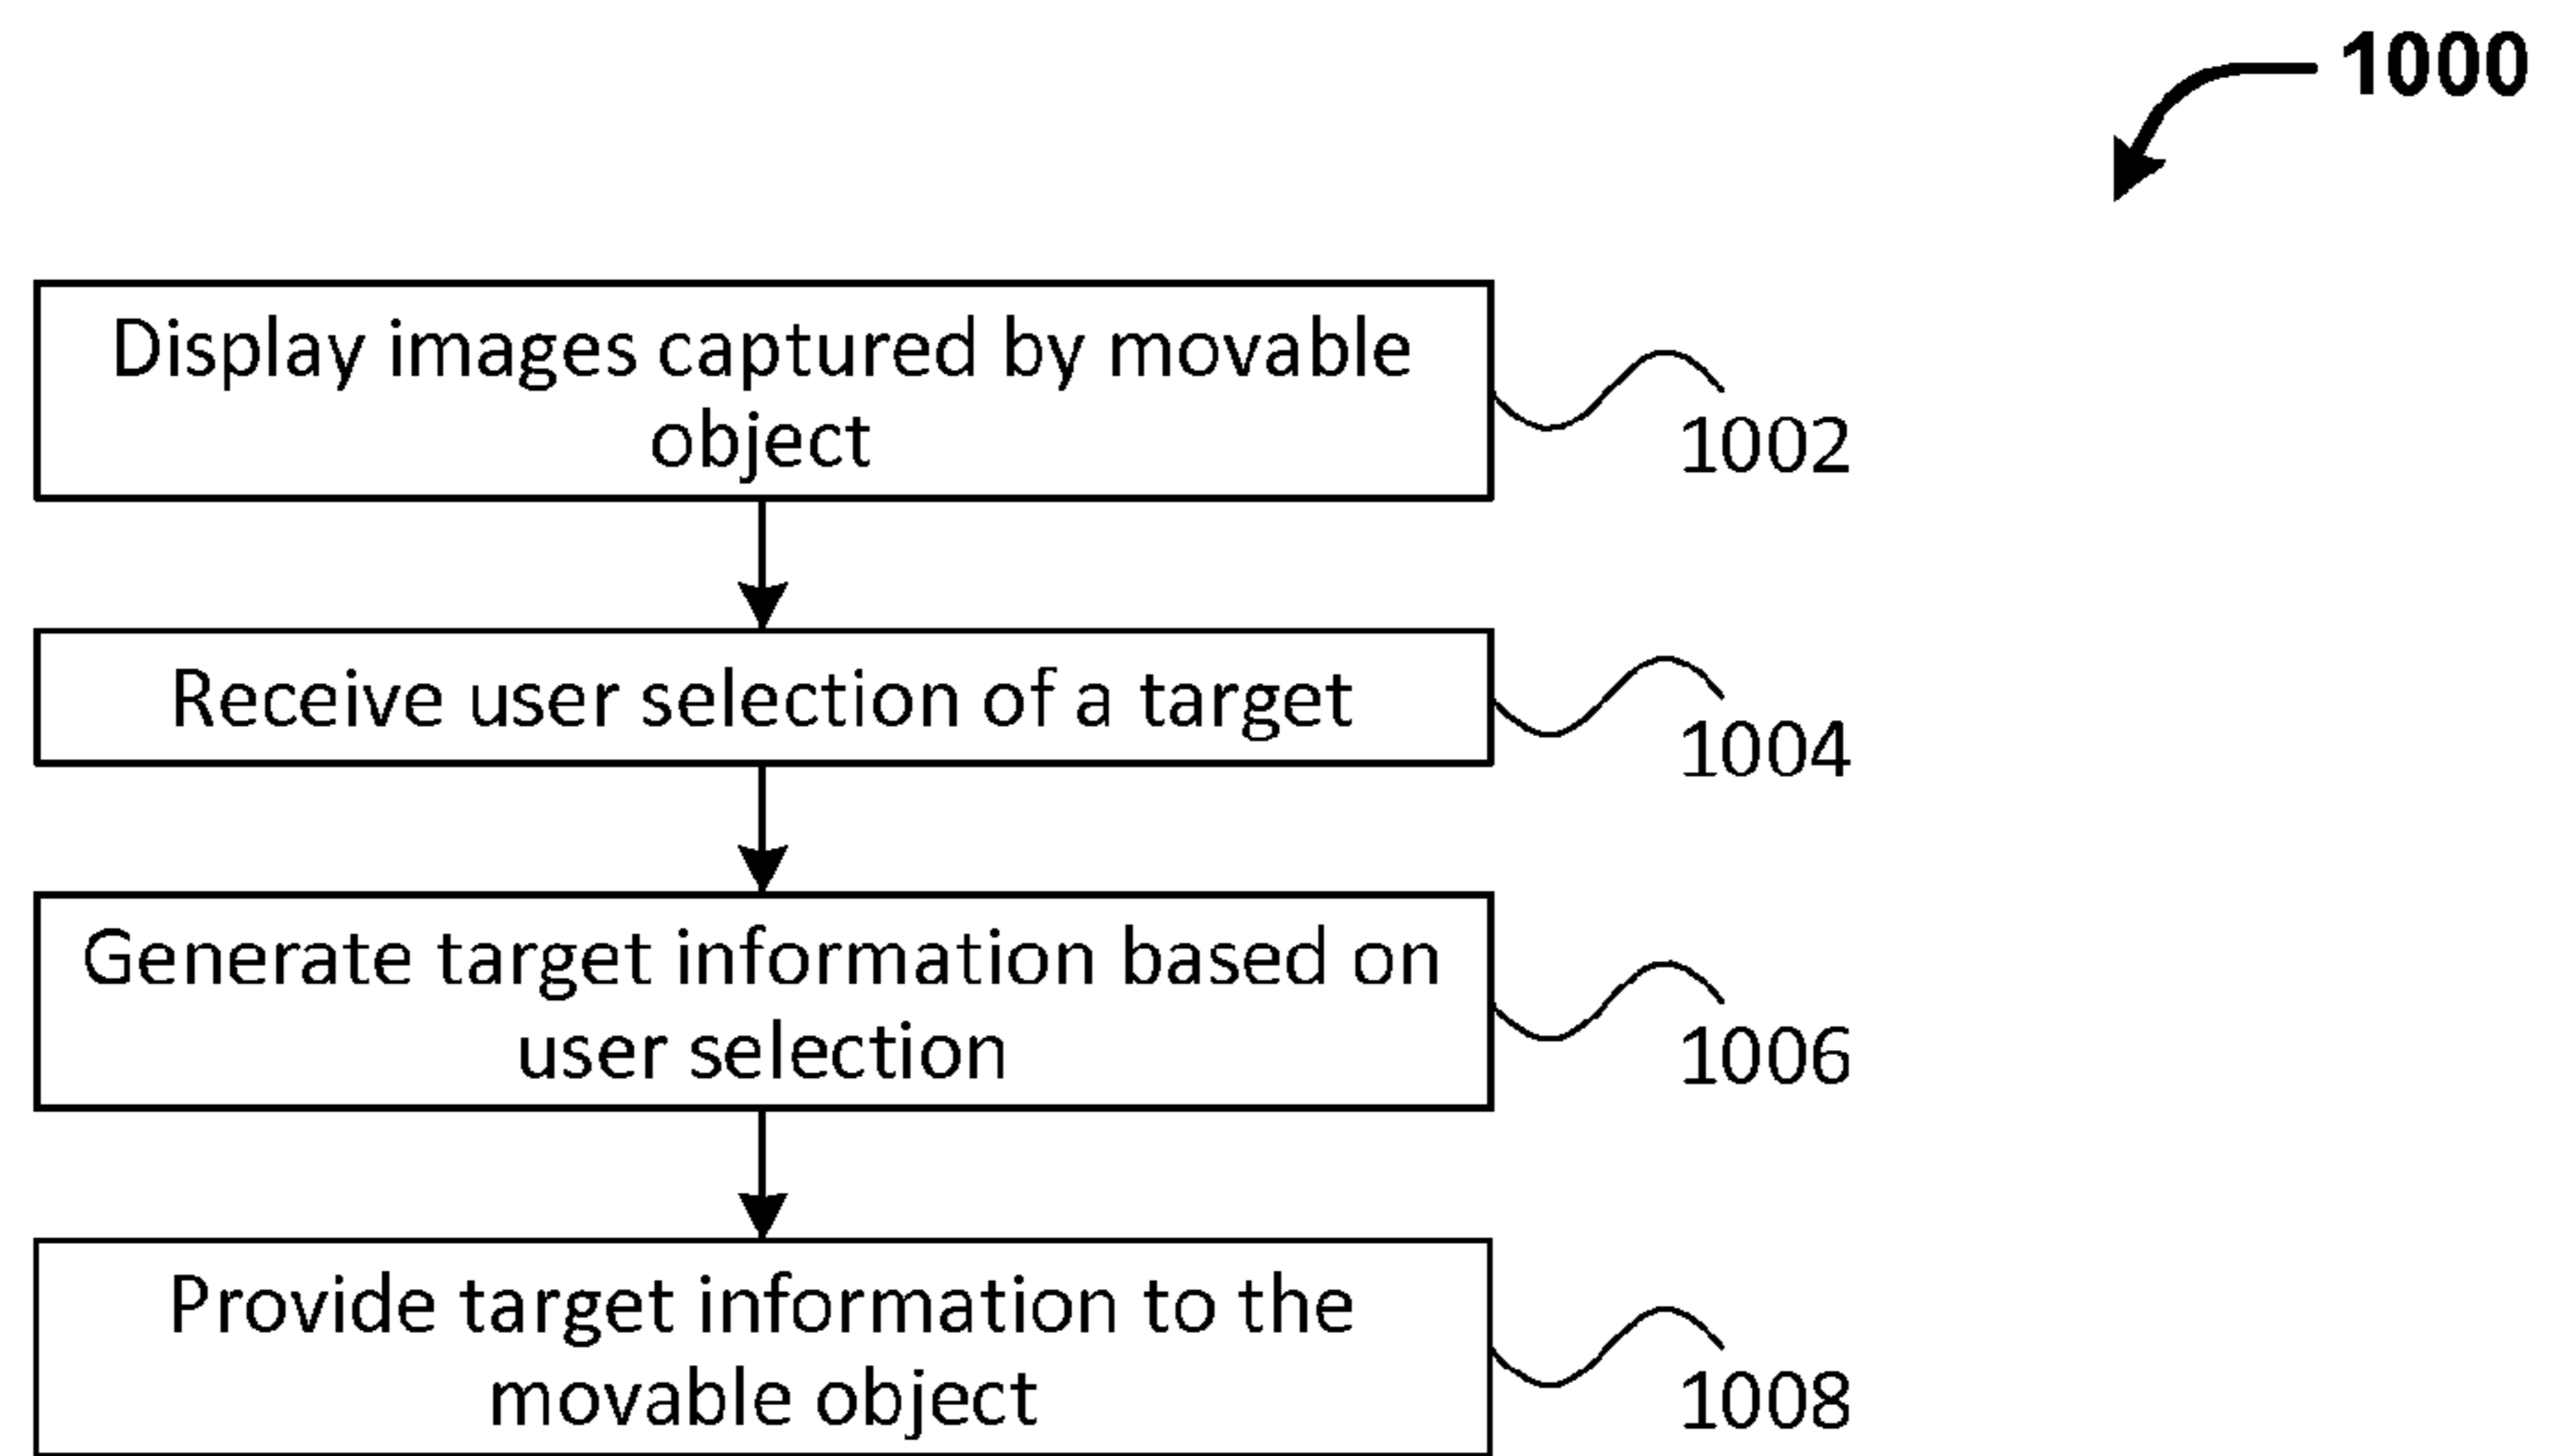 1000
Display images captured by movable
object
1002
Receive user selection of a target
1004
Generate target information based on
user selection
1006
Provide target information to the
movable object
1008